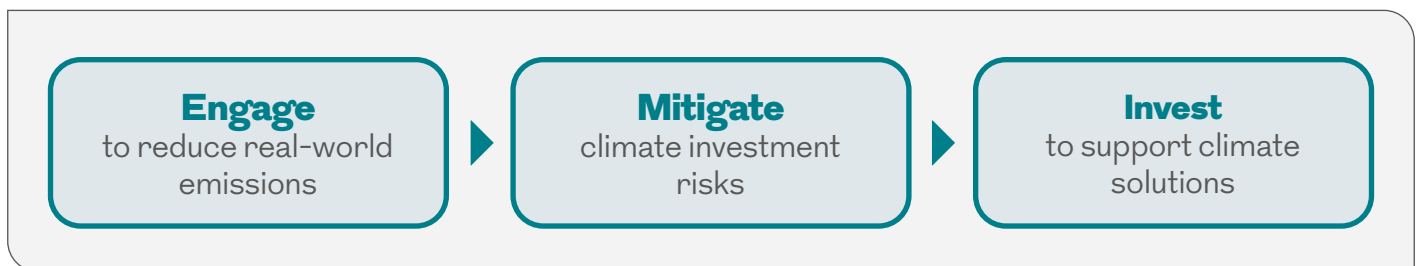 Engage
to reduce real-world
emissions
Mitigate
climate investment
risks
Invest
to support climate
solutions